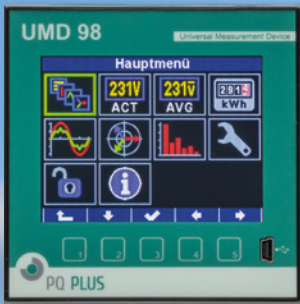 UMD 98
Universal Measurement Device
Hauptmenü
231V
ACT
231V
AVG
kWh
1
2
3
4
5
PQ PLUS